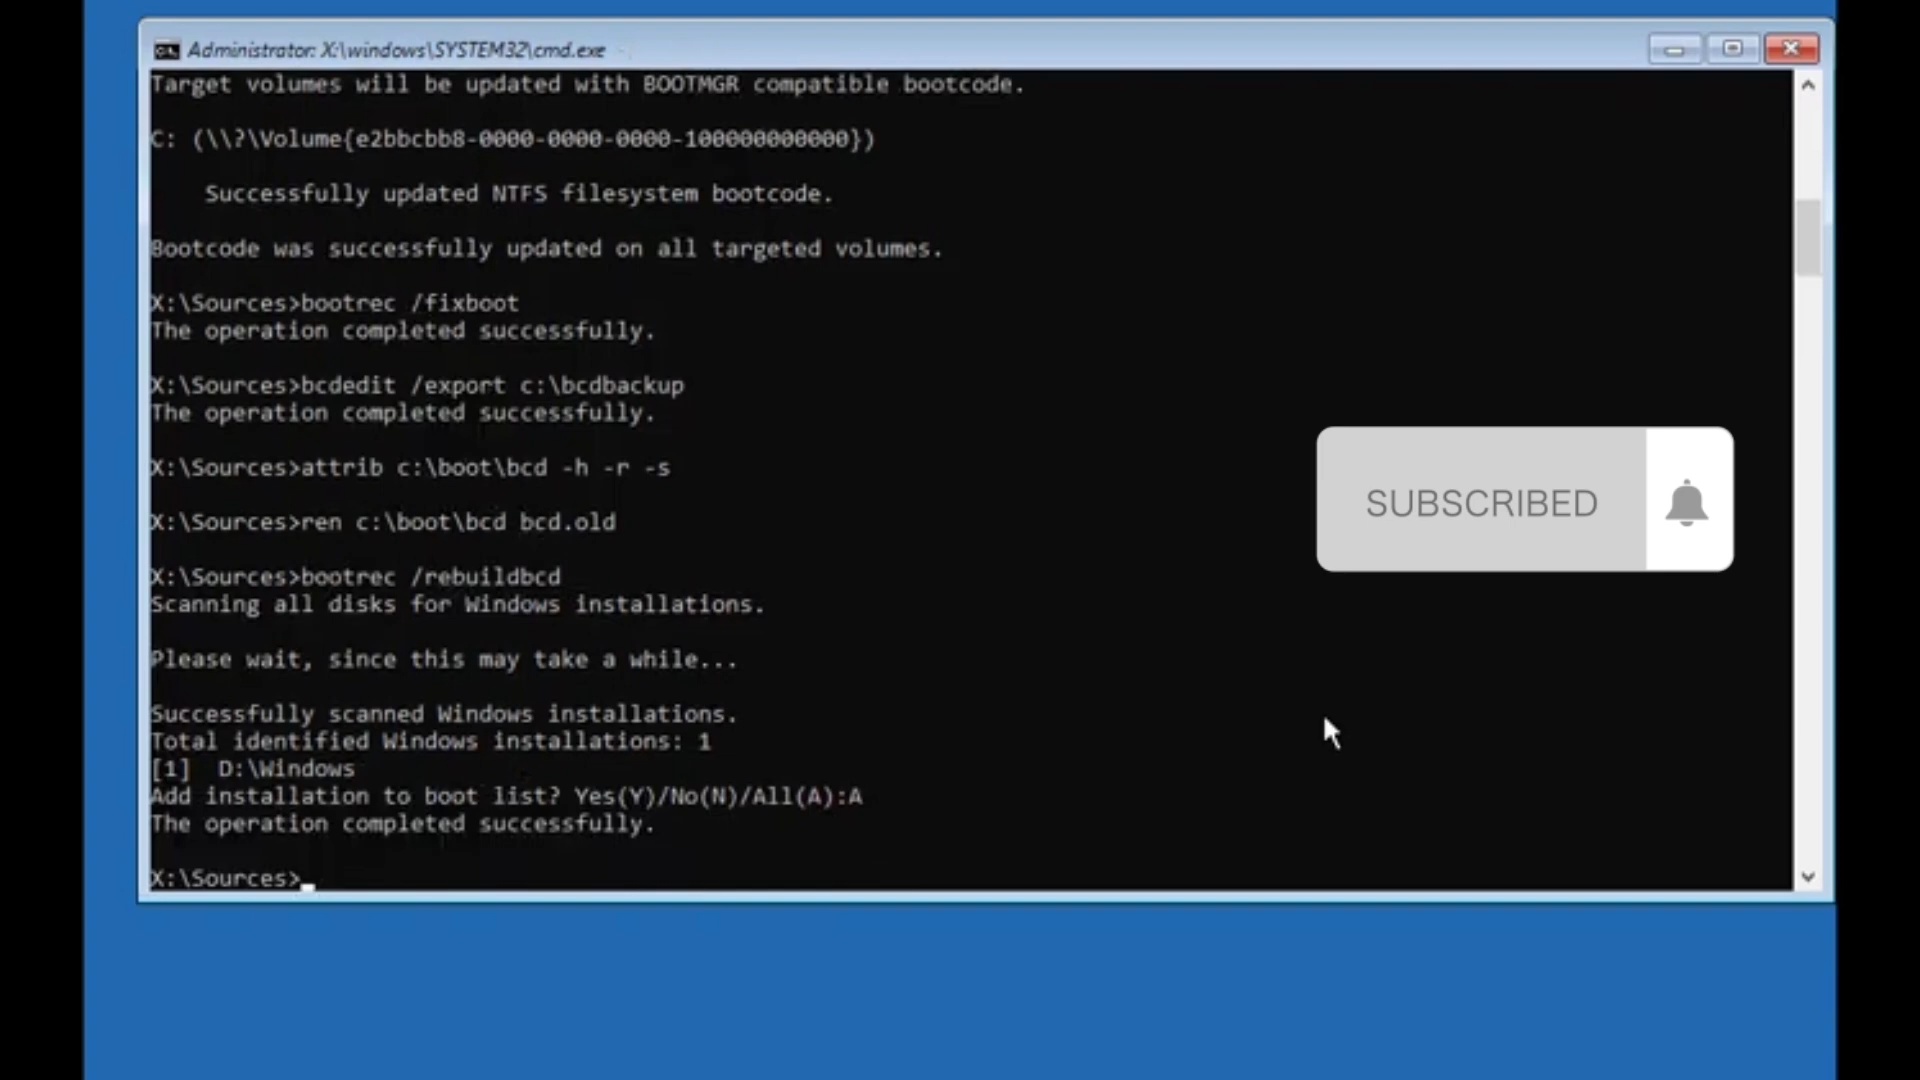 Administrator: X:\windows\SYSTEM32\cmd.exe
Target volumes will be updated with BOOTMGR compatible bootcode.
C: (\\?\Volume{e2bbcbb8-0000-0000-0000-100000000000})
Successfully updated NTFS filesystem bootcode.
Bootcode was successfully updated on all targeted volumes.
X:\Sources>bootrec /fixboot
The operation completed successfully.
X:\Sources>bcdedit /export c:\bcdbackup
The operation completed successfully.
X:\Sources>attrib c:\boot\bcd -h -r -s
X:\Sources>ren c:\boot\bcd bcd.old
X:\Sources>bootrec /rebuildbcd
Scanning all disks for Windows installations.
Please wait, since this may take a while...
Successfully scanned Windows installations.
Total identified Windows installations: 1
[1]  D:\Windows
Add installation to boot list? Yes(Y)/No(N)/All(A):A
The operation completed successfully.
X:\Sources>
SUBSCRIBED